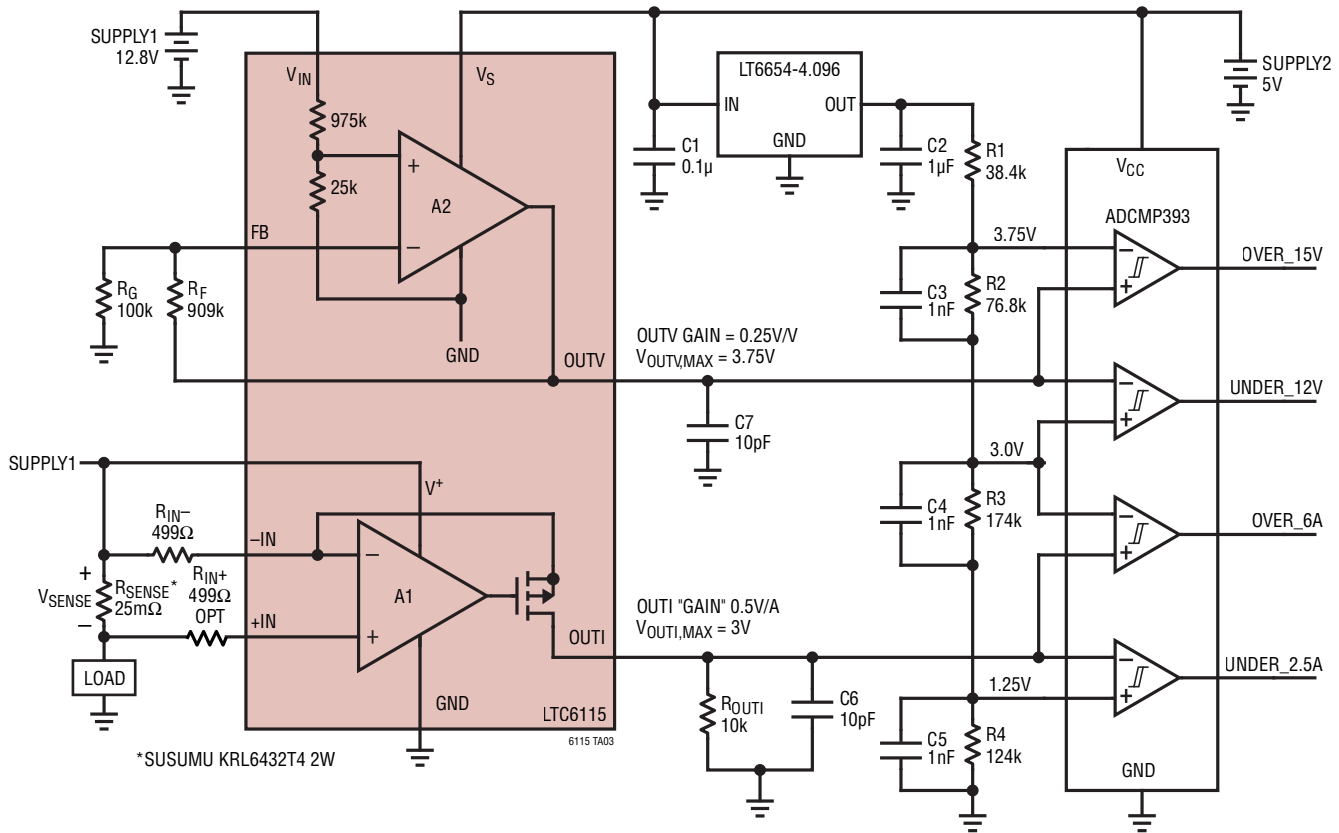 SUPPLY1
12.8V
V_IN
V_S
975k
25k
+
A2
−
FB
R_G
100k
R_F
909k
GND
OUTV
LT6654-4.096
IN
OUT
GND
C1
0.1µ
C2
1µF
R1
38.4k
SUPPLY2
5V
V_CC
ADCMP393
3.75V
C3
1nF
R2
76.8k
−
+
OVER_15V
OUTV GAIN = 0.25V/V
V_OUTV,MAX = 3.75V
C7
10pF
−
+
UNDER_12V
3.0V
C4
1nF
R3
174k
−
+
OVER_6A
SUPPLY1
V+
R_IN−
499Ω
−IN
−
A1
+
+
V_SENSE
−
R_SENSE*
25mΩ
R_IN+
499Ω
OPT
+IN
LOAD
GND
OUTI
LTC6115
6115 TA03
OUTI "GAIN" 0.5V/A
V_OUTI,MAX = 3V
R_OUTI
10k
C6
10pF
1.25V
C5
1nF
R4
124k
−
+
UNDER_2.5A
GND
*SUSUMU KRL6432T4 2W